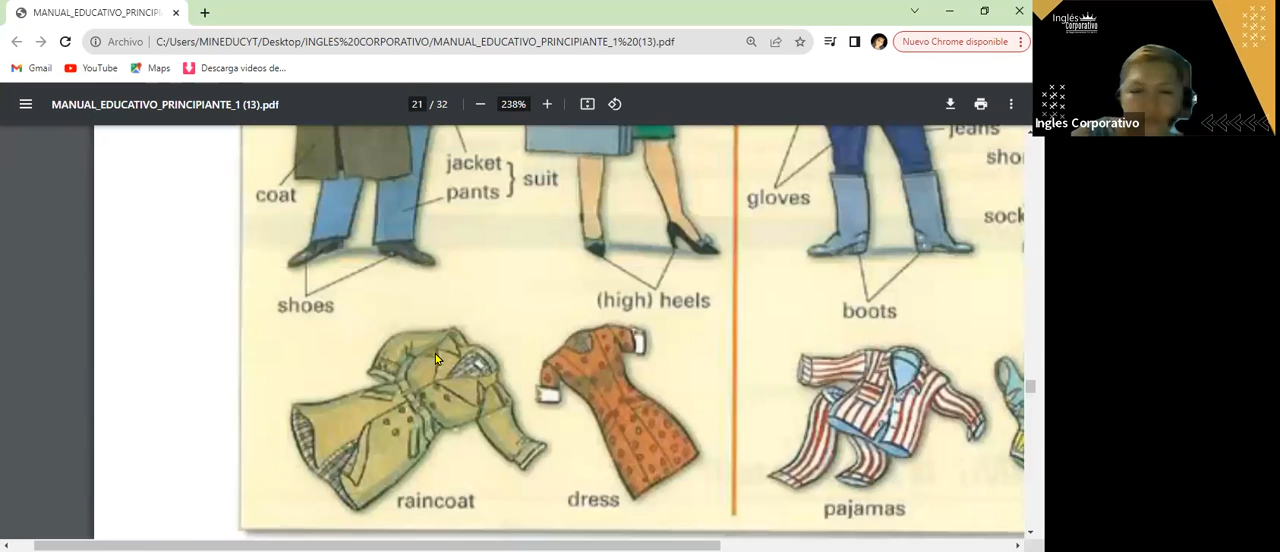 MANUAL_EDUCATIVO_PRINCIPI
Archivo
C:/Users/MINEDUCYT/Desktop/INGLES%20CORPORATIVO/MANUAL_EDUCATIVO_PRINCIPIANTE_1%20(13).pdf
Nuevo Chrome disponible
Gmail
YouTube
Maps
Descarga videos de...
MANUAL_EDUCATIVO_PRINCIPIANTE_1 (13).pdf
21 / 32
238%
Inglés
Corporativo
Ingles Corporativo
coat
jacket
pants
suit
shoes
(high) heels
gloves
jeans
sho
sock
boots
raincoat
dress
pajamas